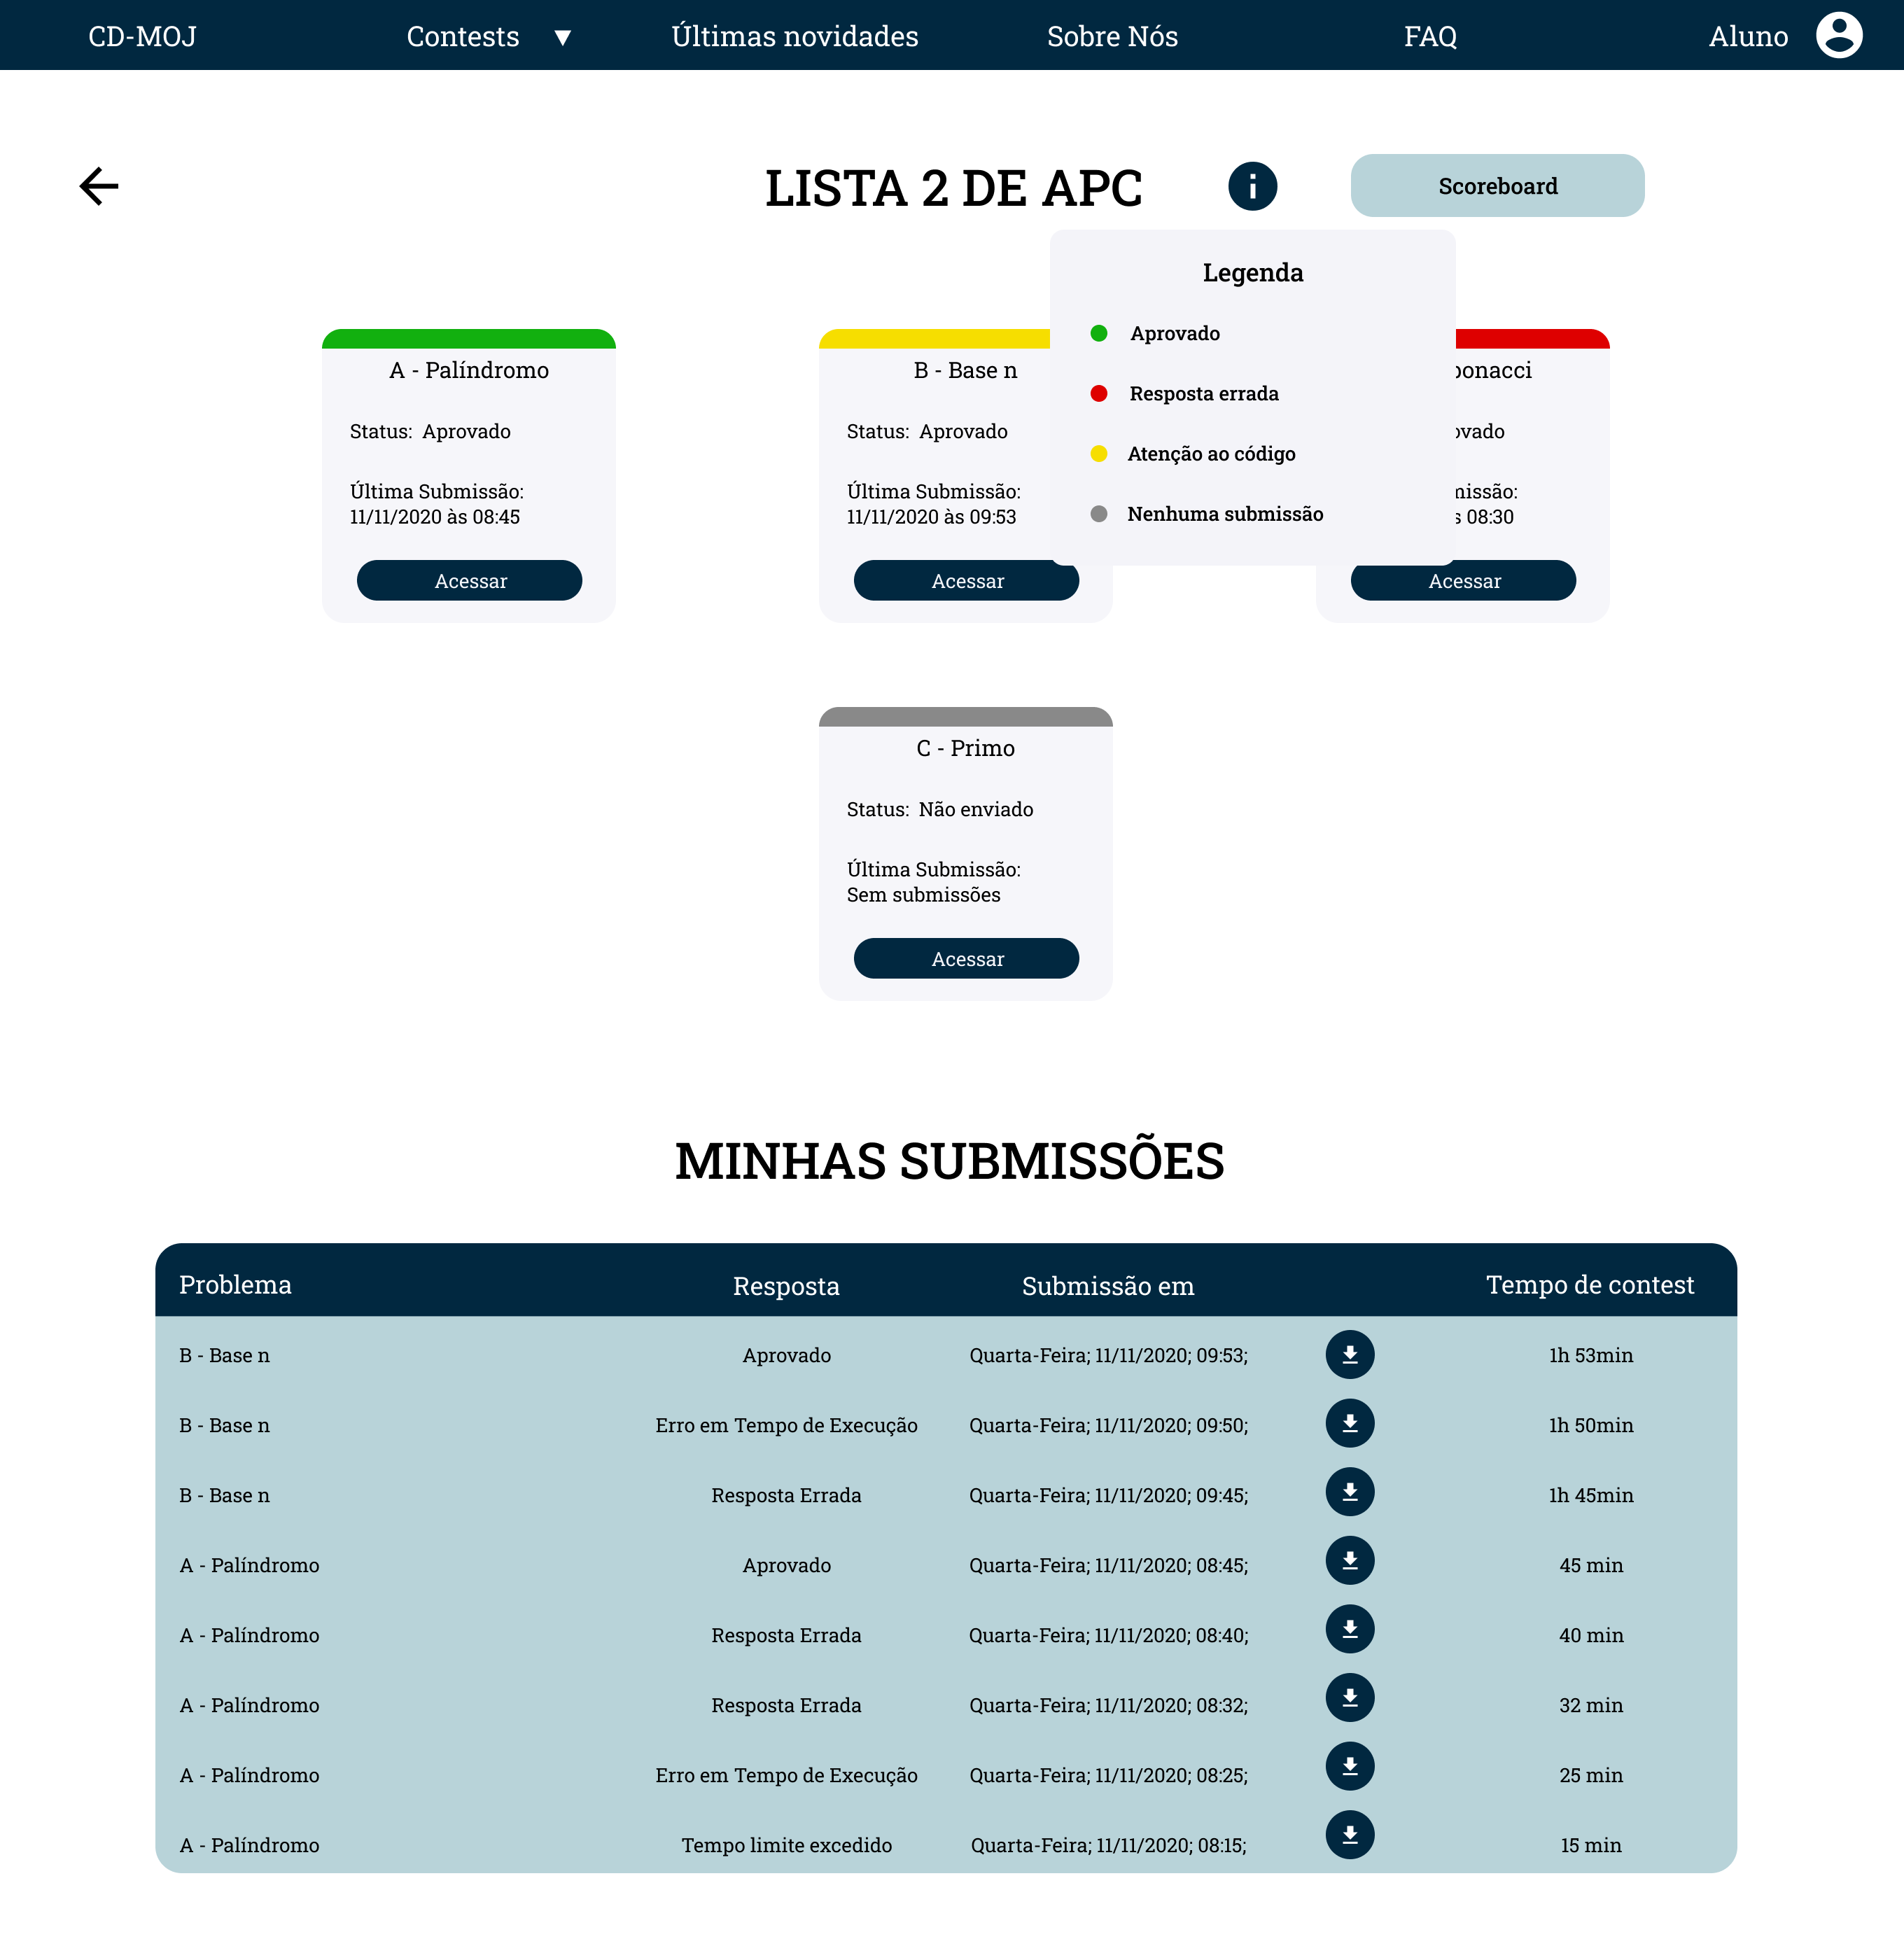 CD-MOJ
Contests
Últimas novidades
Sobre Nós
FAQ
Aluno
LISTA 2 DE APC
Scoreboard
Legenda
Aprovado
Resposta errada
Atenção ao código
Nenhuma submissão
A - Palíndromo
Status: Aprovado
Última Submissão:
11/11/2020 às 08:45
Acessar
B - Base n
Status: Aprovado
Última Submissão:
11/11/2020 às 09:53
Acessar
08:30
Acessar
C - Primo
Status: Não enviado
Última Submissão:
Sem submissões
Acessar
MINHAS SUBMISSÕES
Problema Resposta Submissão em Tempo de contest
B - Base n Aprovado Quarta-Feira; 11/11/2020; 09:53; 1h 53min
B - Base n Erro em Tempo de Execução Quarta-Feira; 11/11/2020; 09:50; 1h 50min
B - Base n Resposta Errada Quarta-Feira; 11/11/2020; 09:45; 1h 45min
A - Palíndromo Aprovado Quarta-Feira; 11/11/2020; 08:45; 45 min
A - Palíndromo Resposta Errada Quarta-Feira; 11/11/2020; 08:40; 40 min
A - Palíndromo Resposta Errada Quarta-Feira; 11/11/2020; 08:32; 32 min
A - Palíndromo Erro em Tempo de Execução Quarta-Feira; 11/11/2020; 08:25; 25 min
A - Palíndromo Tempo limite excedido Quarta-Feira; 11/11/2020; 08:15; 15 min